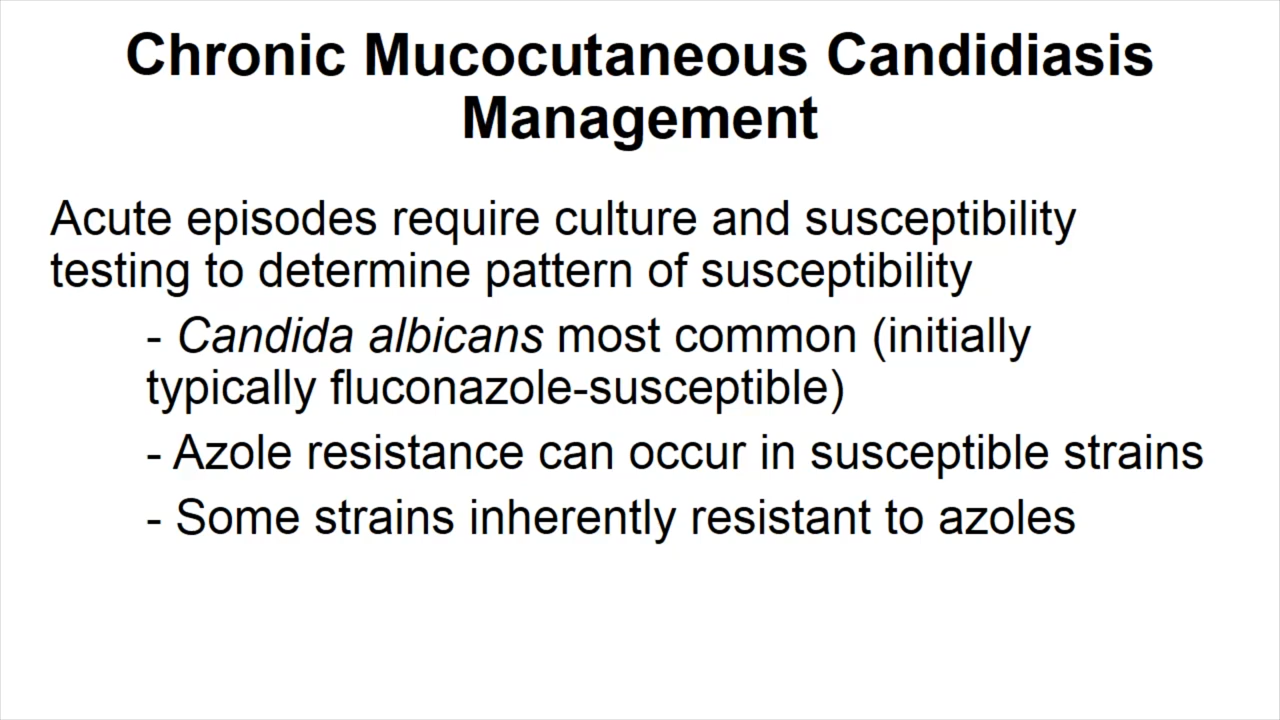 Chronic Mucocutaneous Candidiasis
Management
Acute episodes require culture and susceptibility
testing to determine pattern of susceptibility
- Candida albicans most common (initially
typically fluconazole-susceptible)
- Azole resistance can occur in susceptible strains
- Some strains inherently resistant to azoles